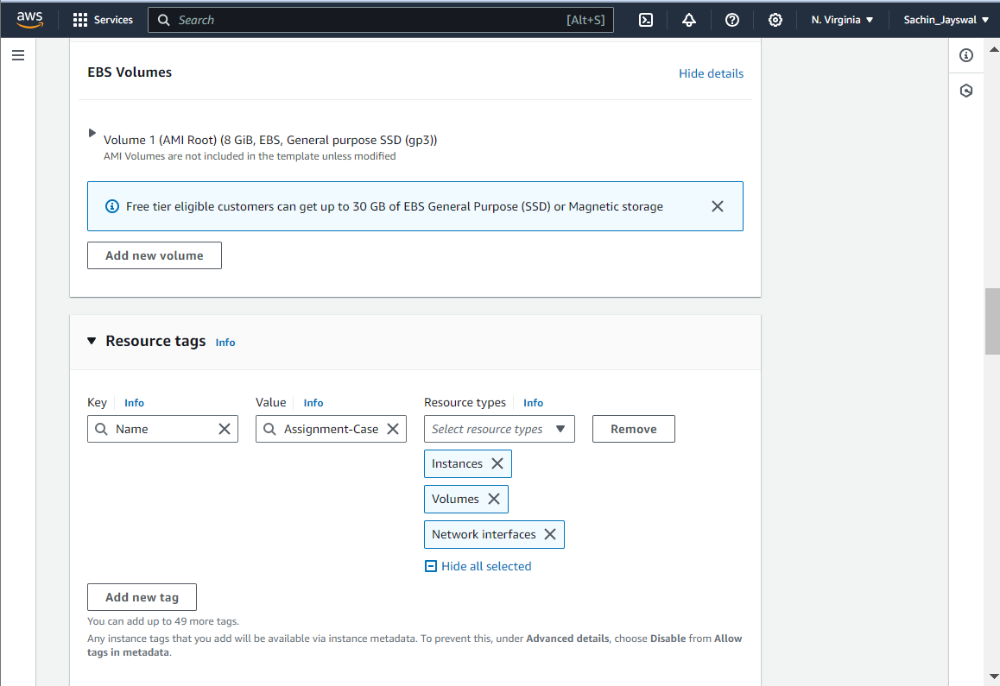 aws Services Search [Alt+S] N. Virginia Sachin_Jayswal
EBS Volumes Hide details
Volume 1 (AMI Root) (8 GiB, EBS, General purpose SSD (gp3))
AMI Volumes are not included in the template unless modified
Free tier eligible customers can get up to 30 GB of EBS General Purpose (SSD) or Magnetic storage
Add new volume
Resource tags Info
Key Info Value Info Resource types Info
Name Assignment-Case Select resource types Remove
Instances
Volumes
Network interfaces
Hide all selected
Add new tag
You can add up to 49 more tags.
Any instance tags that you add will be available via instance metadata. To prevent this, under Advanced details, choose Disable from Allow
tags in metadata.